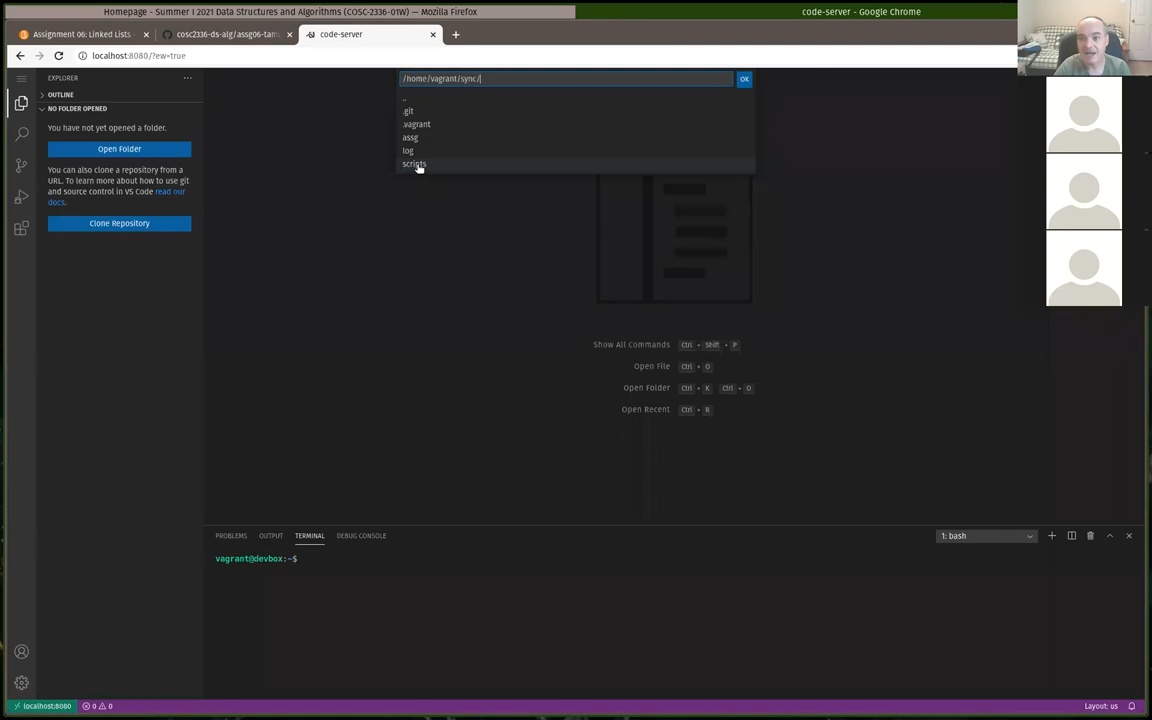 Homepage - Summer I 2021 Data Structures and Algorithms (COSC-2336-01W) — Mozilla Firefox
code-server - Google Chrome
Assignment 06: Linked Lists -
cosc2336-ds-alg/assg06-tam
code-server
localhost:8080/?ew=true
EXPLORER
OUTLINE
NO FOLDER OPENED
You have not yet opened a folder.
Open Folder
You can also clone a repository from a
URL. To learn more about how to use git
and source control in VS Code read our
docs.
Clone Repository
/home/vagrant/sync/
OK
..
.git
.vagrant
assg
log
scripts
Show All Commands Ctrl + Shift + P
Open File Ctrl + O
Open Folder Ctrl + K Ctrl + O
Open Recent Ctrl + R
PROBLEMS OUTPUT TERMINAL DEBUG CONSOLE
1: bash
vagrant@devbox:~$
localhost:8080 0 0
Layout: us